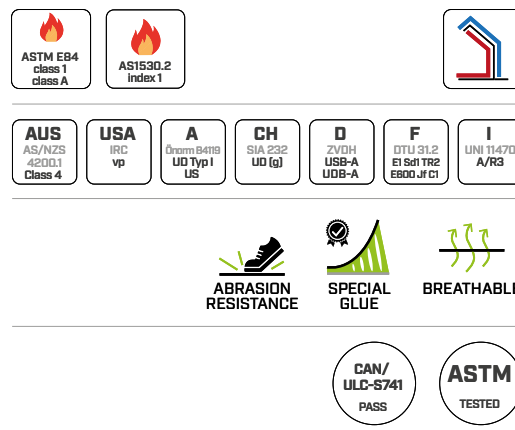 ASTM E84
class 1
class A
AS1530.2
index 1
AUS
AS/NZS
4200.1
Class 4
USA
IRC
vp
A
Önorm B4119
UD Typ I
US
CH
SIA 232
UD (g)
D
ZVDH
USB-A
UDB-A
F
DTU 31.2
E1 Sd1 TR2
E600 Jf C1
I
UNI 11470
A/R3
ABRASION
RESISTANCE
SPECIAL
GLUE
BREATHABLE
CAN/
ULC-S741
PASS
ASTM
TESTED